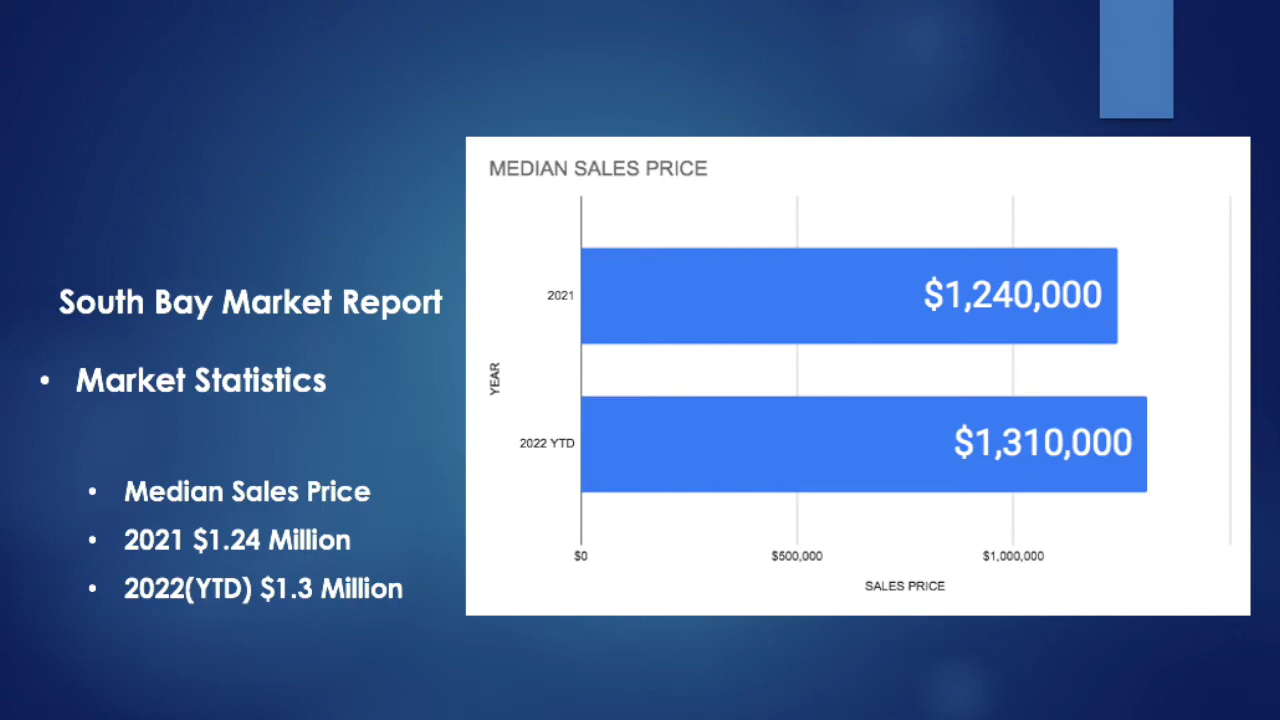 South Bay Market Report
• Market Statistics
• Median Sales Price
• 2021 $1.24 Million
• 2022(YTD) $1.3 Million
MEDIAN SALES PRICE
YEAR
2021
$1,240,000
2022 YTD
$1,310,000
$0
$500,000
$1,000,000
SALES PRICE